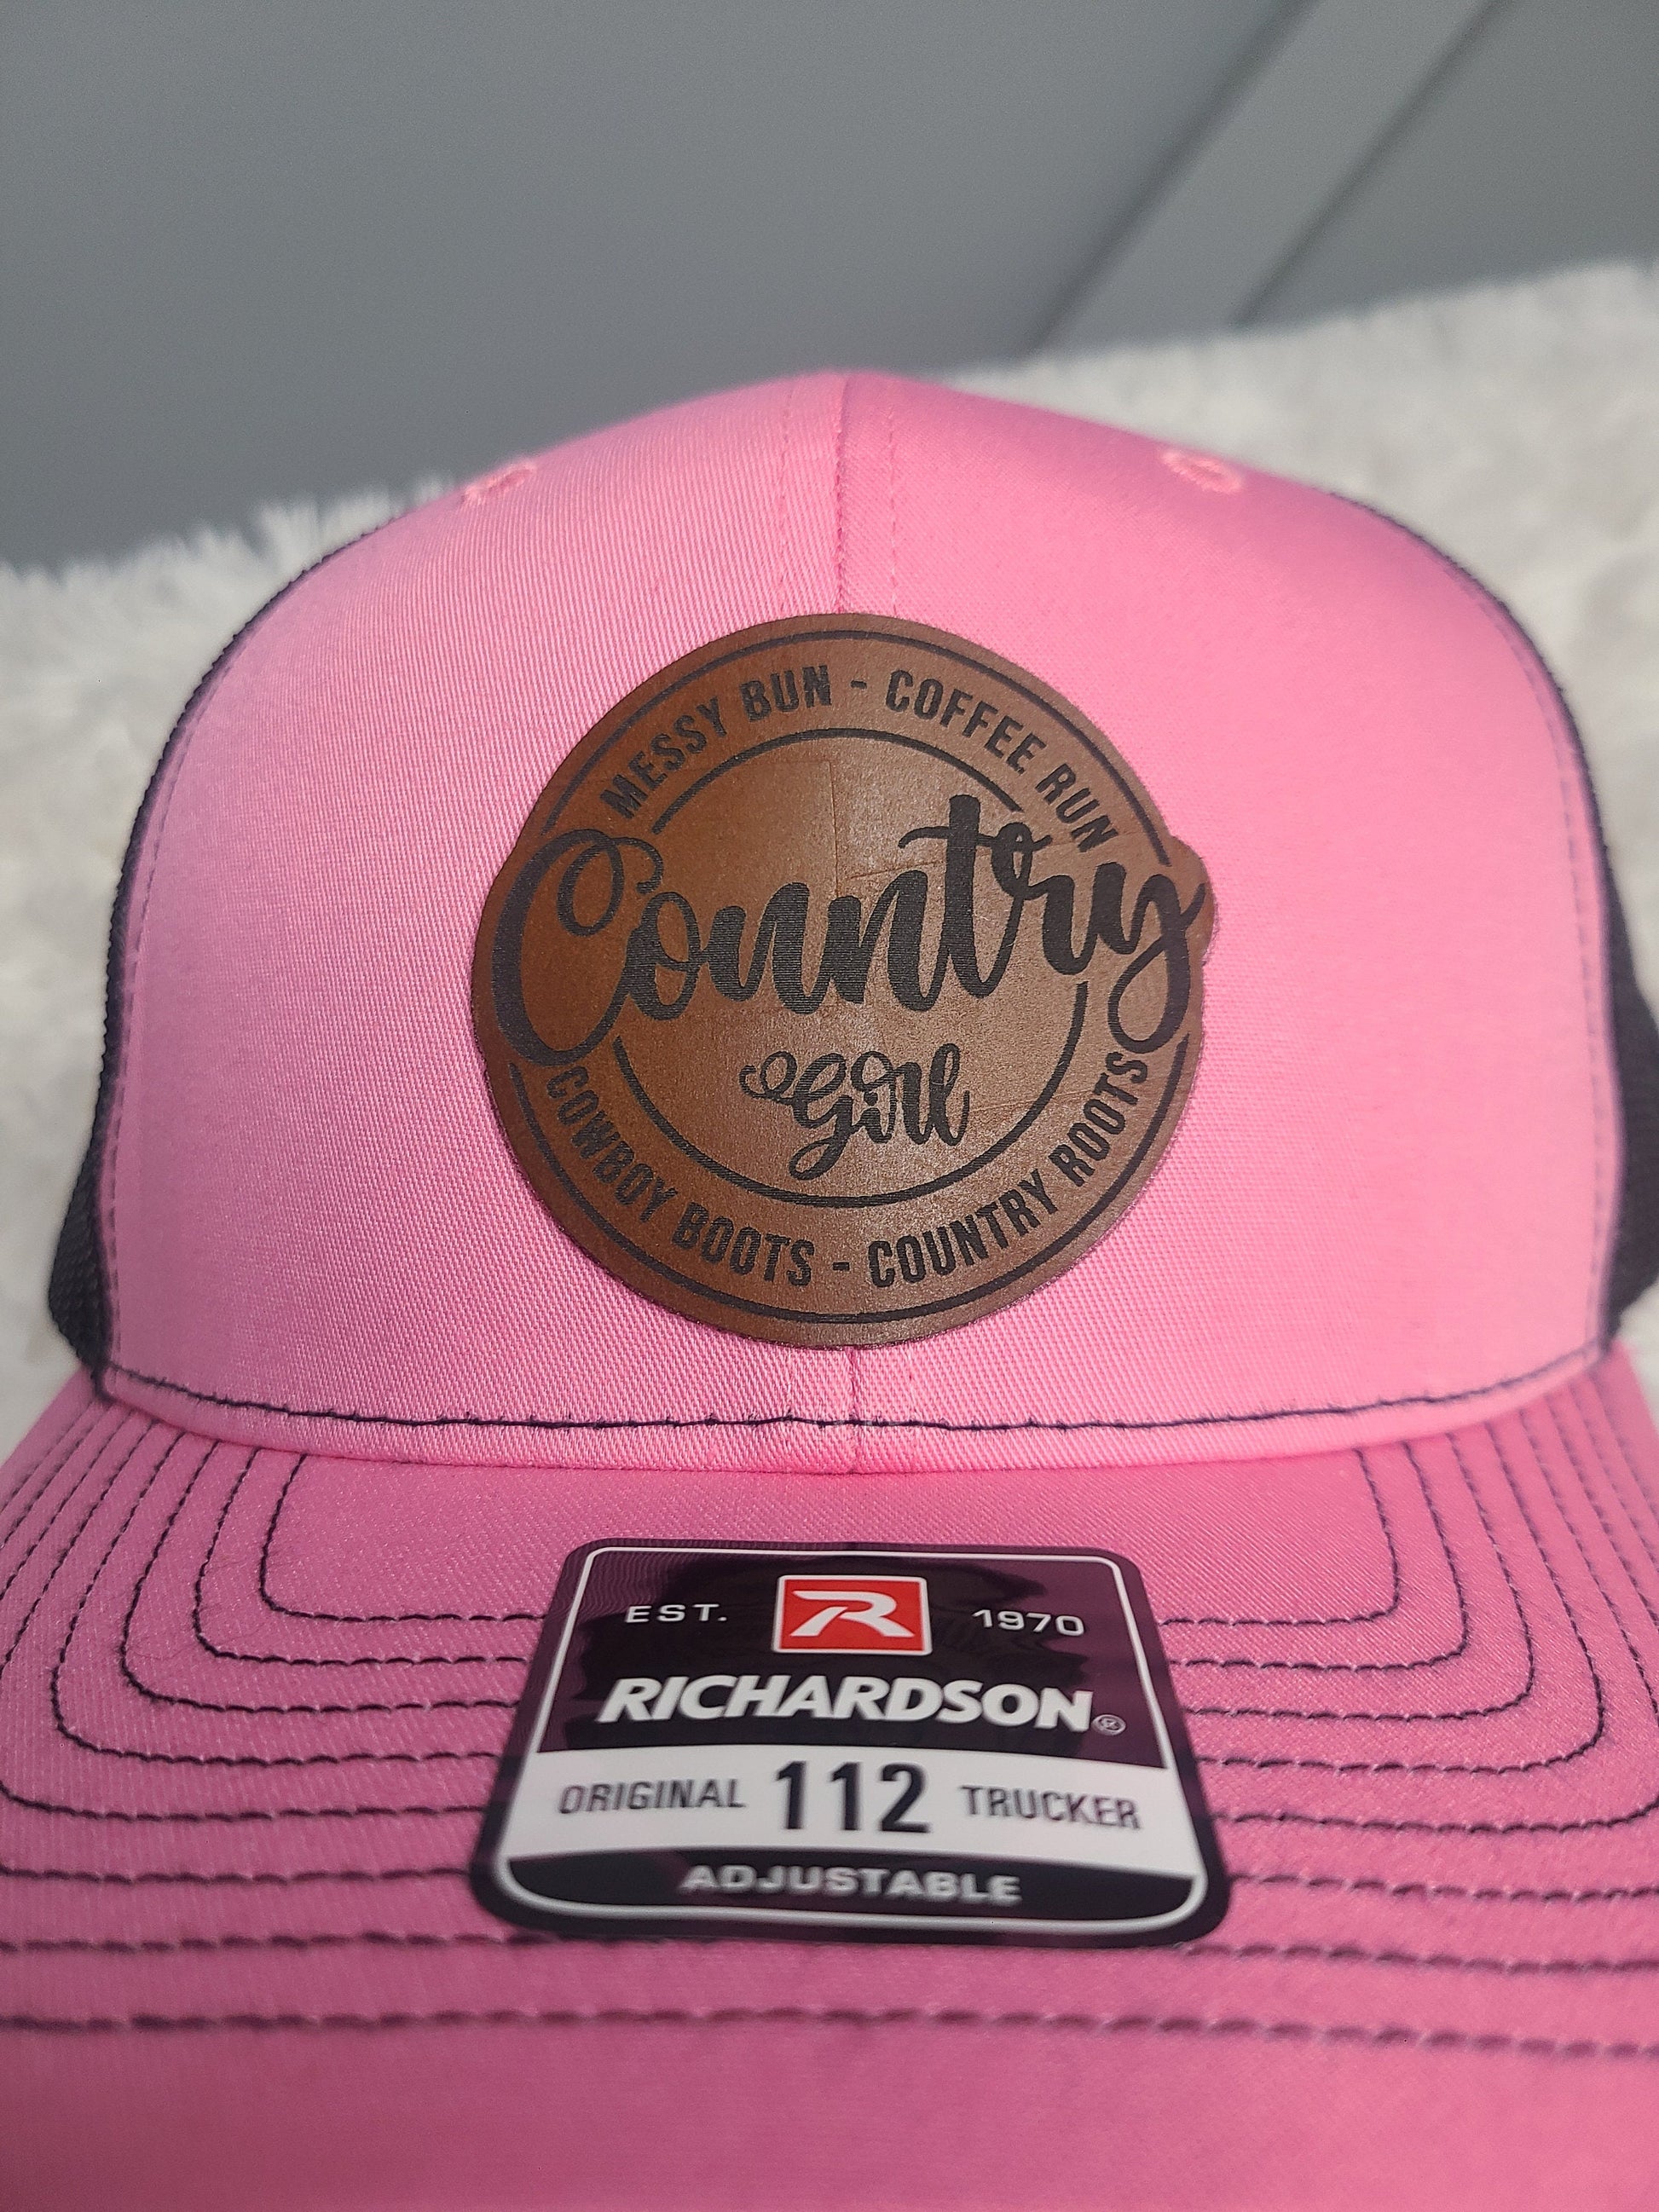 MESSY BUN - COFFEE RUN
Country
girl
COWBOY BOOTS - COUNTRY ROOTS
EST. R 1970
RICHARDSON®
ORIGINAL 112 TRUCKER
ADJUSTABLE